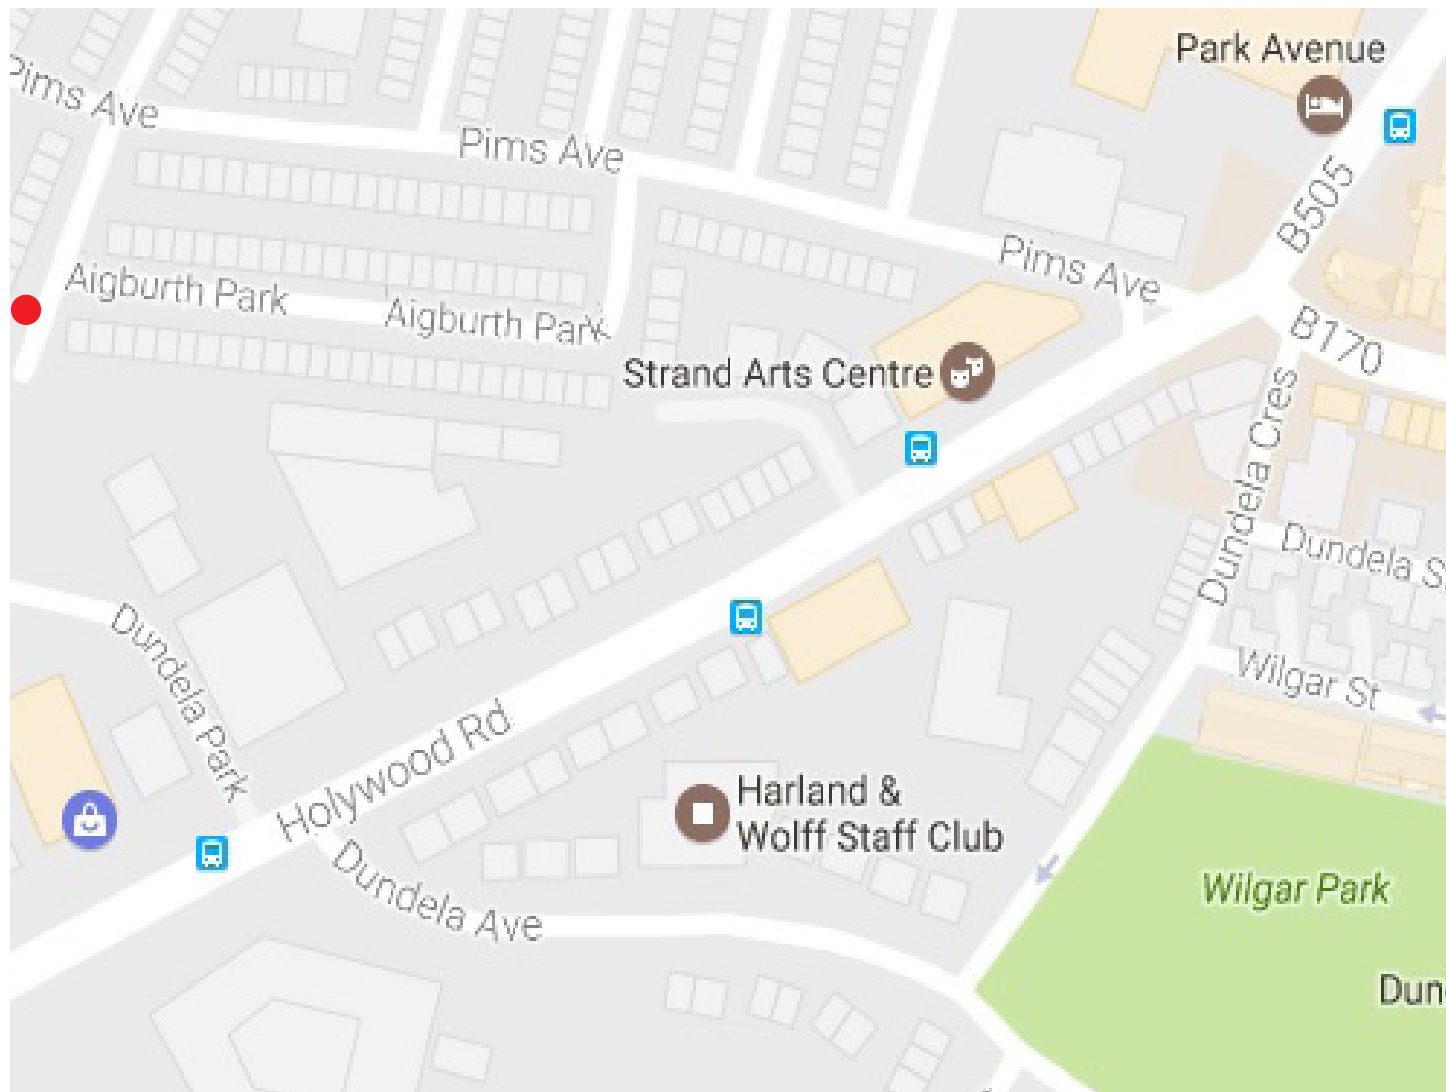 Park Avenue
Pims Ave
Pims Ave
B505
Pims Ave
Aigburth Park
Aigburth Park
B170
Strand Arts Centre
Dundela Cres
Dundela S
Dundela Park
Wilgar St
Holywood Rd
Harland &
Wolff Staff Club
Dundela Ave
Wilgar Park
Dun